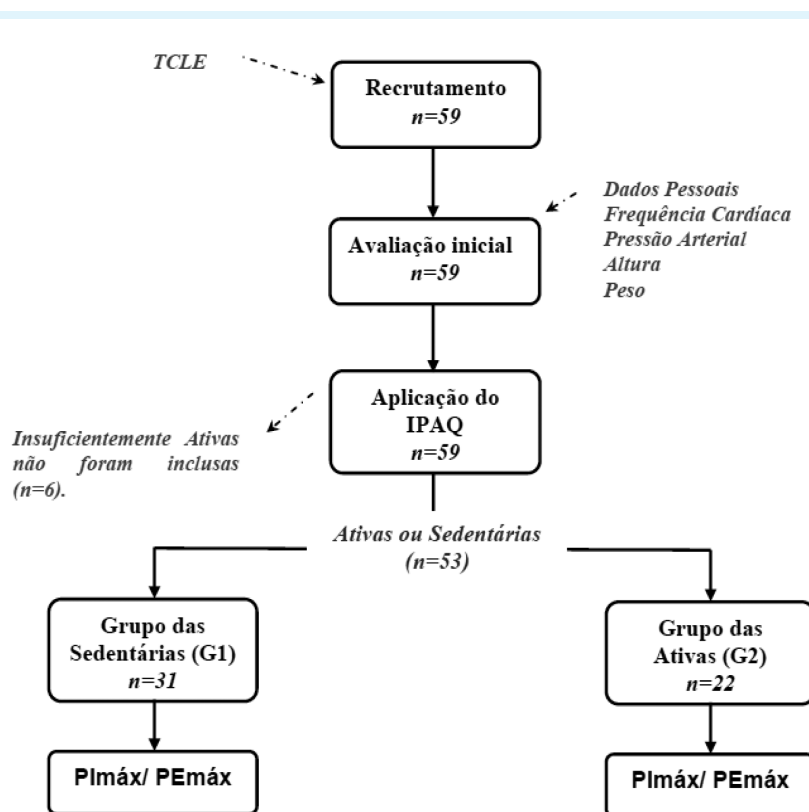 TCLE
Recrutamento
n=59
Dados Pessoais
Frequência Cardíaca
Pressão Arterial
Altura
Peso
Avaliação inicial
n=59
Aplicação do
IPAQ
n=59
Insuficientemente Ativas
não foram inclusas
(n=6).
Ativas ou Sedentárias
(n=53)
Grupo das
Sedentárias (G1)
n=31
Grupo das
Ativas (G2)
n=22
PImáx/ PEmáx
PImáx/ PEmáx